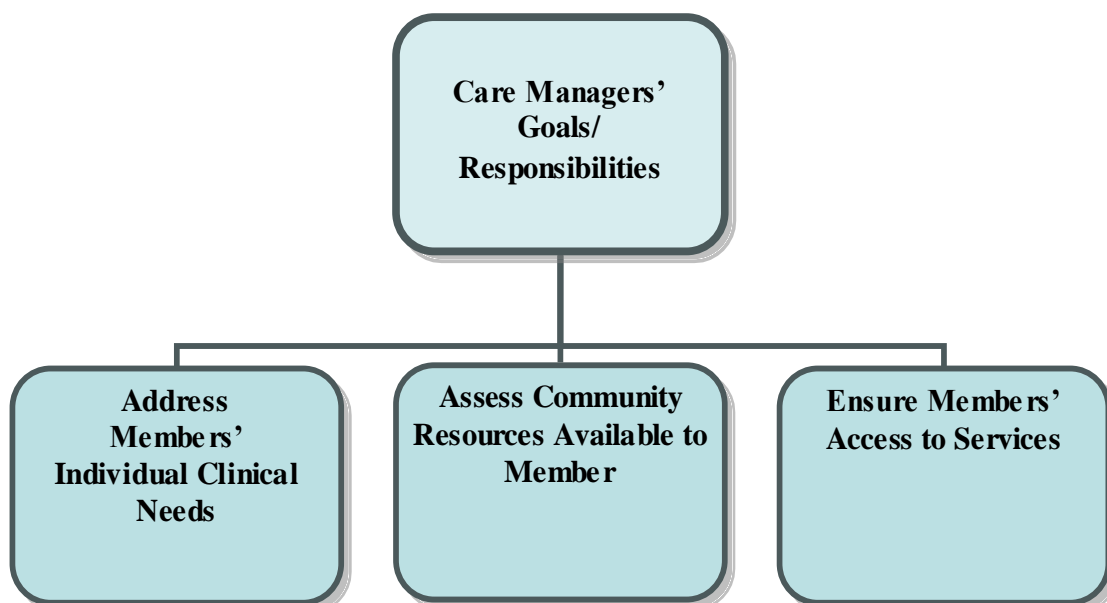 Care Managers’
Goals/
Responsibilities
Address
Members’
Individual Clinical
Needs
Assess Community
Resources Available to
Member
Ensure Members’
Access to Services